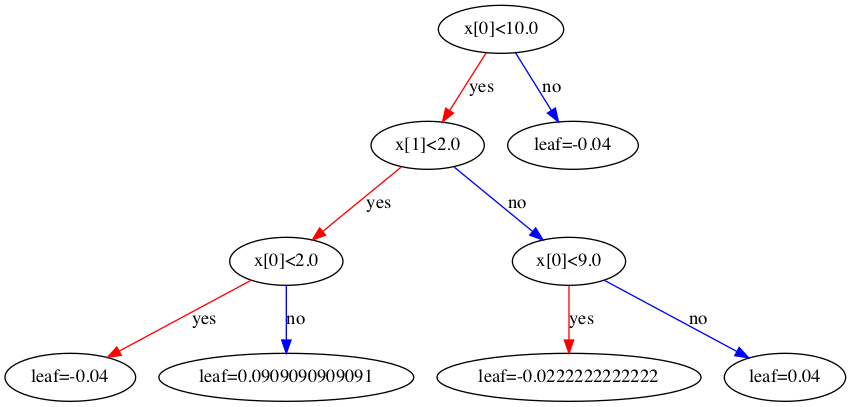 x[0]<10.0
yes
no
x[1]<2.0
leaf=-0.04
yes
no
x[0]<2.0
x[0]<9.0
yes
no
yes
no
leaf=-0.04
leaf=0.0909090909091
leaf=-0.0222222222222
leaf=0.04